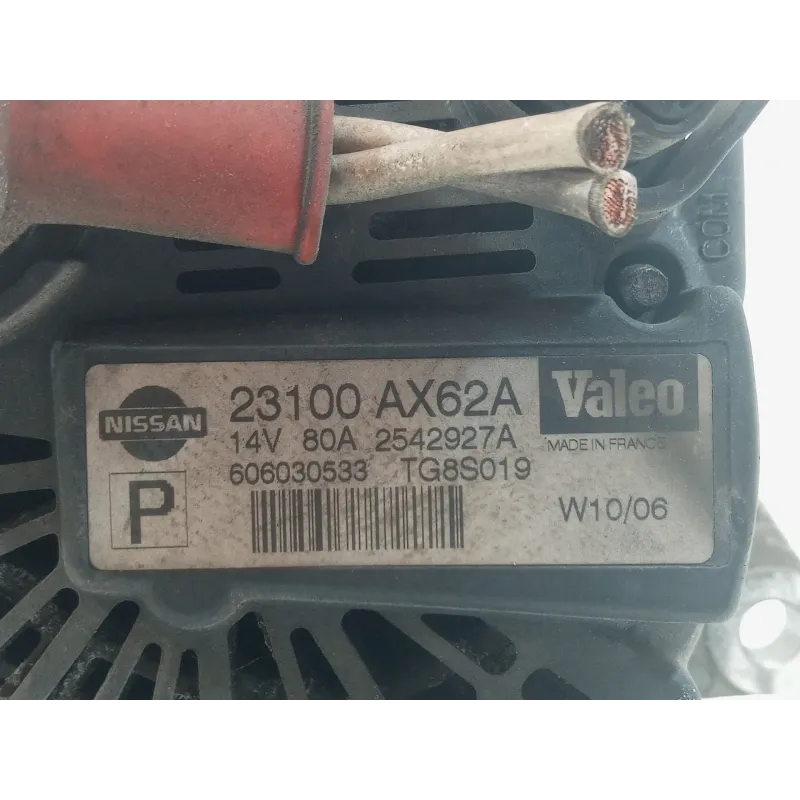 COM
NISSAN 23100 AX62A Valeo
14V 80A 2542927A MADE IN FRANCE
606030533 TG8S019
P W10/06